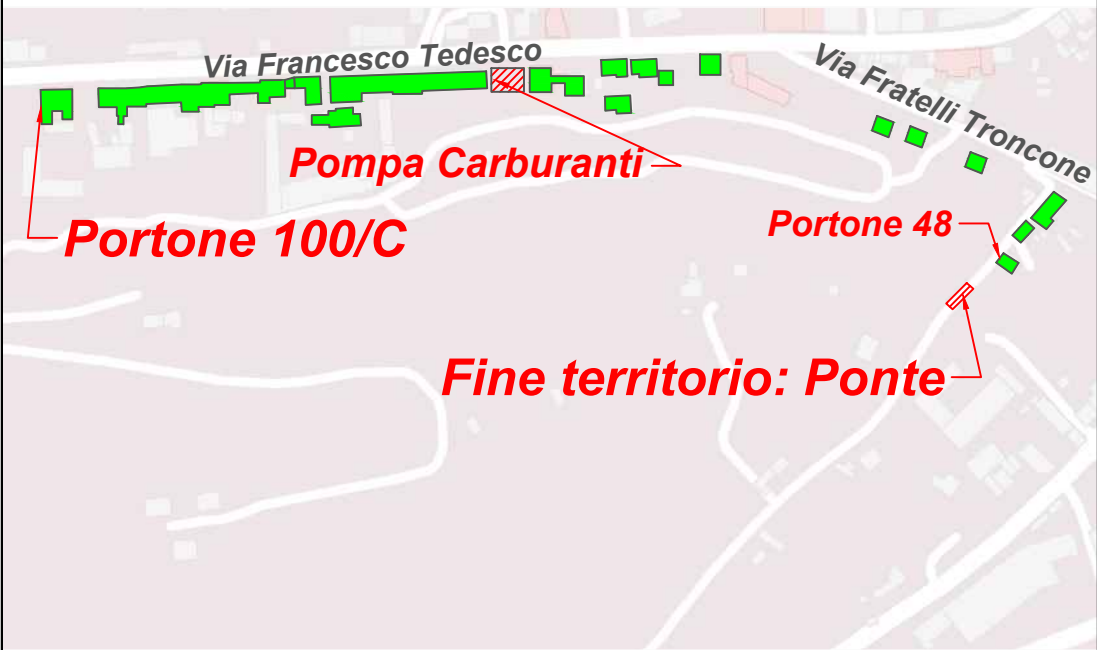 Via Francesco Tedesco
Via Fratelli Troncone
Pompa Carburanti
Portone 100/C
Portone 48
Fine territorio: Ponte